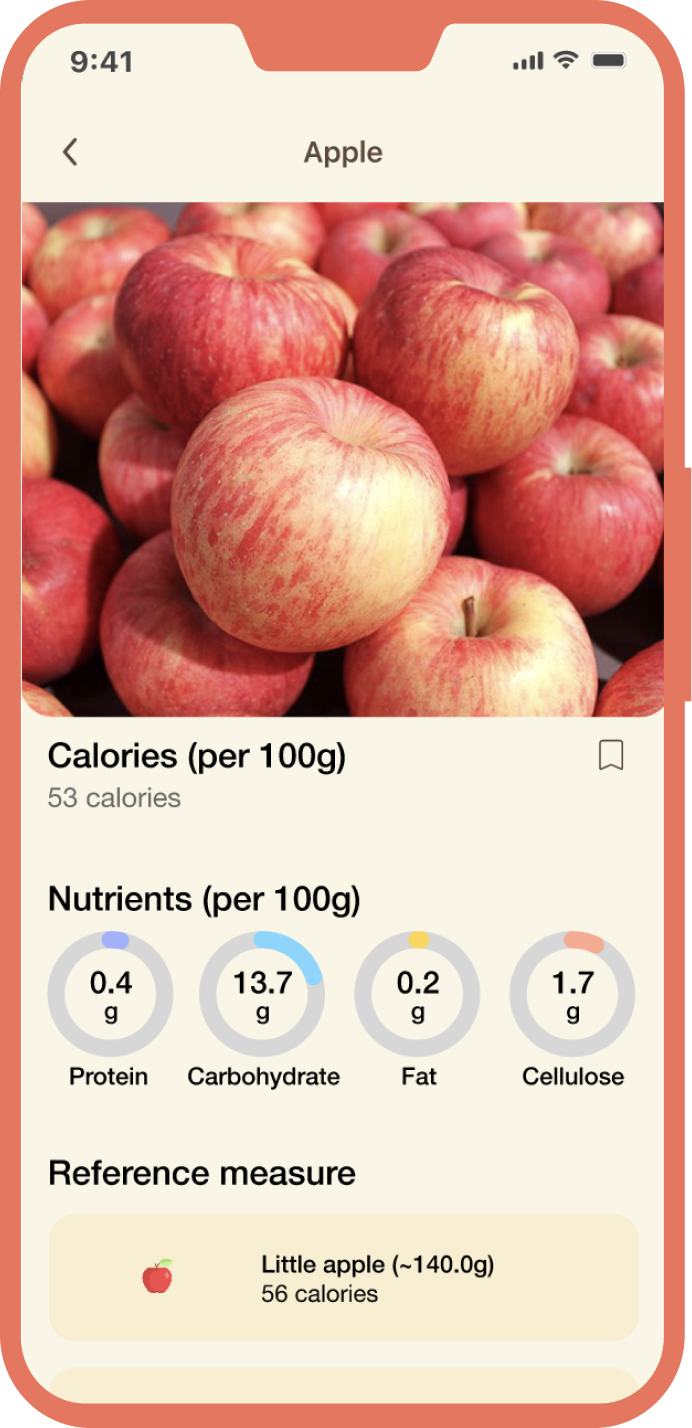 9:41
Apple
Calories (per 100g)
53 calories
Nutrients (per 100g)
0.4 g
13.7 g
0.2 g
1.7 g
Protein
Carbohydrate
Fat
Cellulose
Reference measure
Little apple (~140.0g)
56 calories